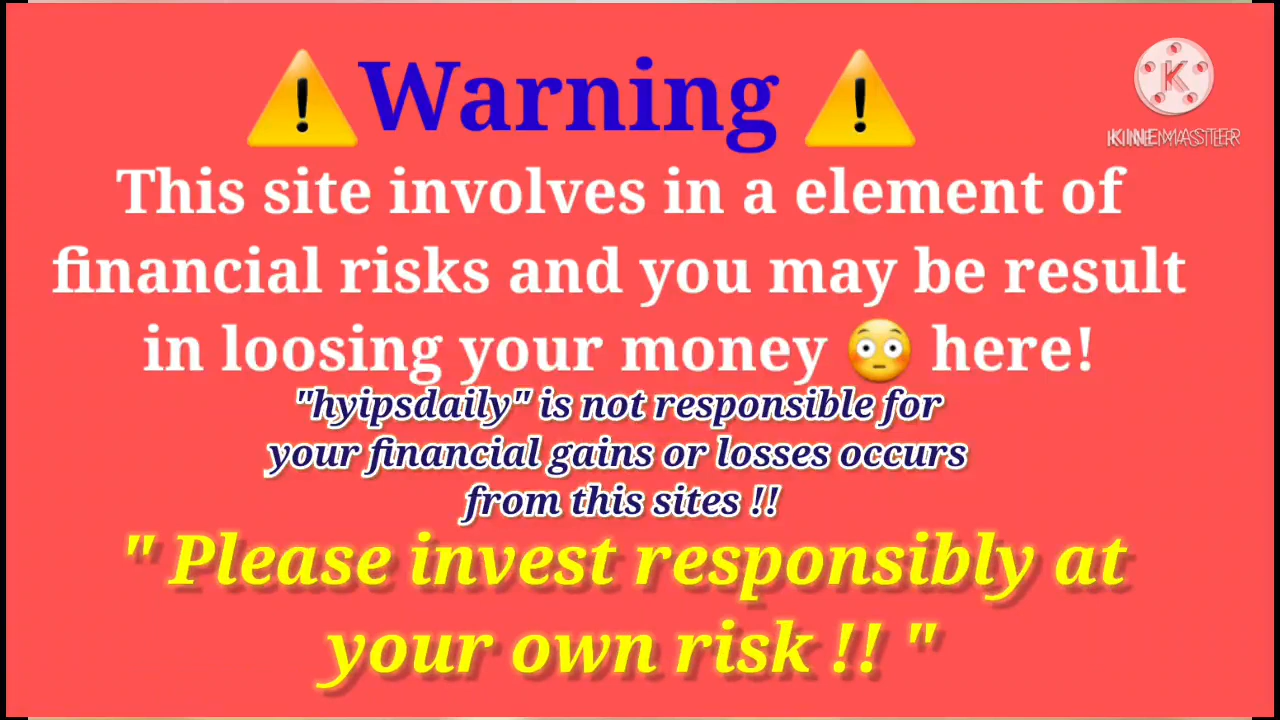 ⚠️Warning ⚠️
KINEMASTER
This site involves in a element of
financial risks and you may be result
in loosing your money 😳 here!
"hyipsdaily" is not responsible for
your financial gains or losses occurs
from this sites !!
" Please invest responsibly at
your own risk !! "